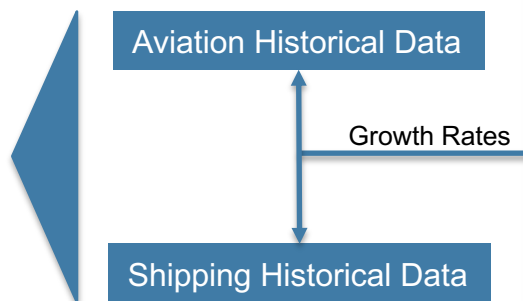 Aviation Historical Data
Growth Rates
Shipping Historical Data